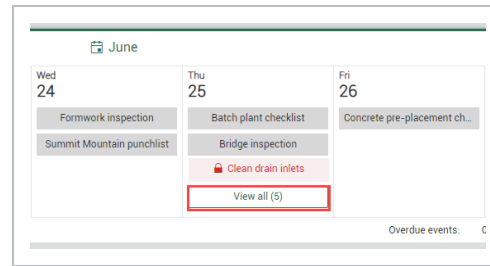 June
Wed
24
Formwork inspection
Summit Mountain punchlist
Thu
25
Batch plant checklist
Bridge inspection
Clean drain inlets
View all (5)
Fri
26
Concrete pre-placement ch...
Overdue events: 0